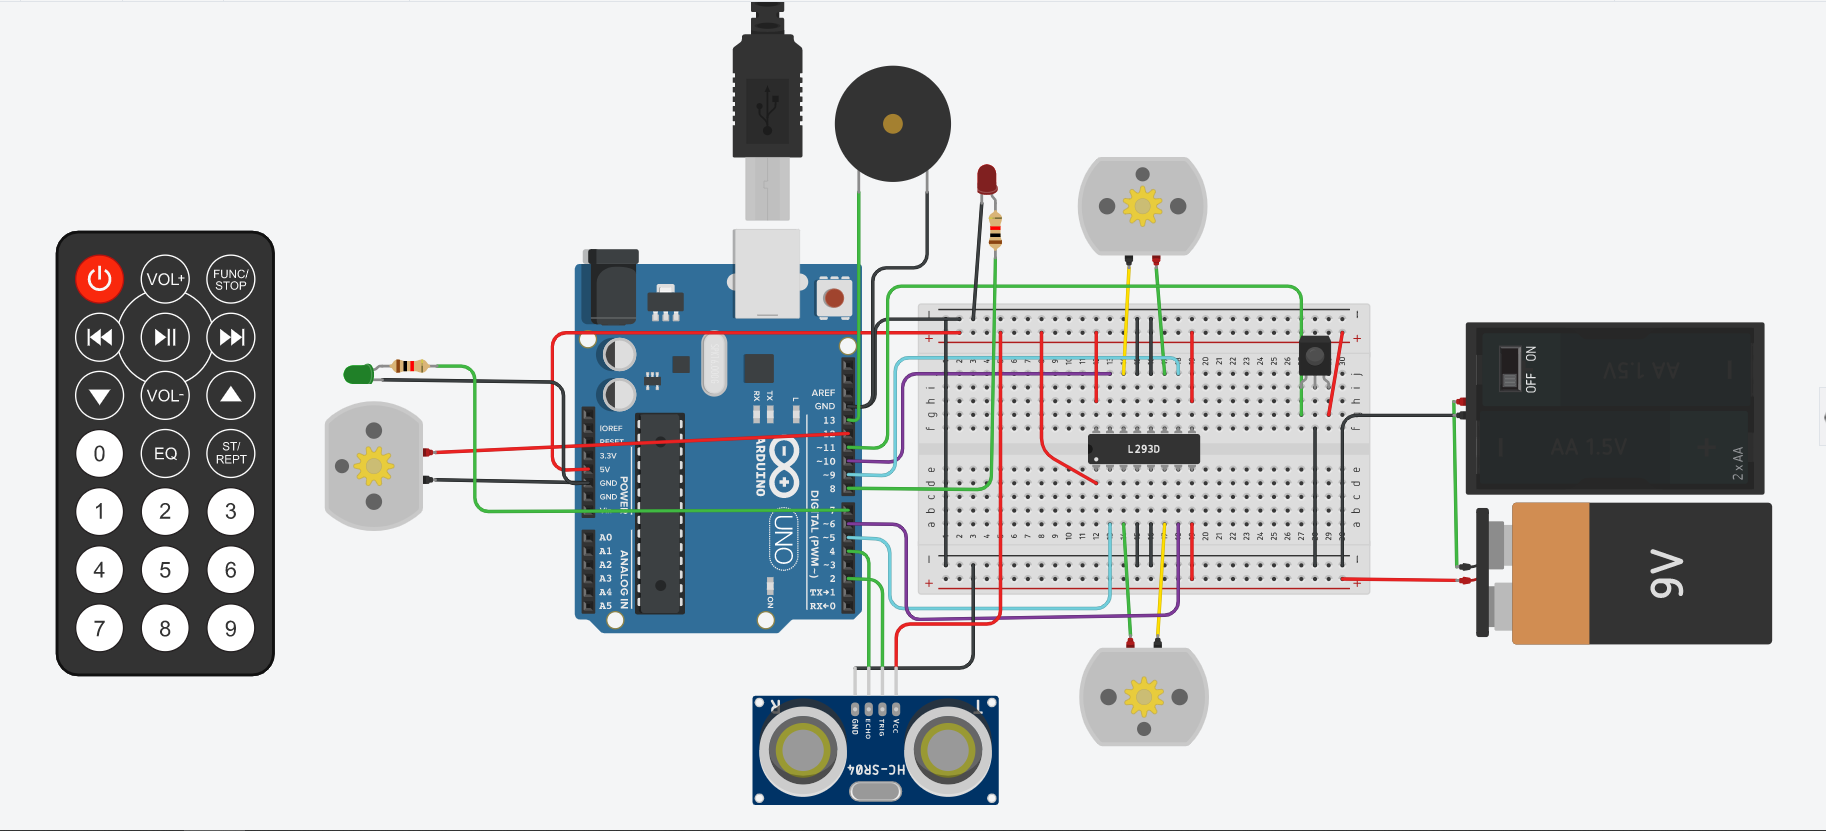 VOL+
FUNC/
STOP
VOL-
0
EQ
ST/
REPT
1
2
3
4
5
6
7
8
9
IOREF
RESET
3.3V
5V
GND
GND
POWER
A0
A1
A2
A3
A4
A5
ANALOG IN
RX
TX
L
ARDUINO
UNO
ON
AREF
GND
13
12
~11
~10
~9
8
7
~6
~5
4
~3
2
TX→1
RX←0
DIGITAL (PWM~)
GND
ECHO
TRIG
VCC
R
T
HC-SR04
L293D
j
i
h
g
f
e
d
c
b
a
OFF ON
AA 1.5V
AA 1.5V
2 x AA
9V